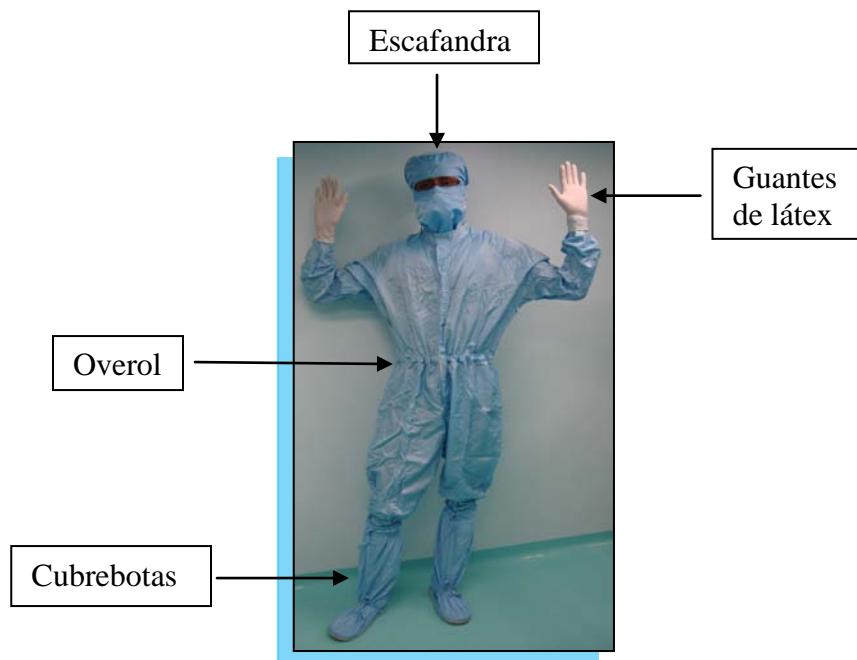 Escafandra
Guantes
de látex
Overol
Cubrebotas